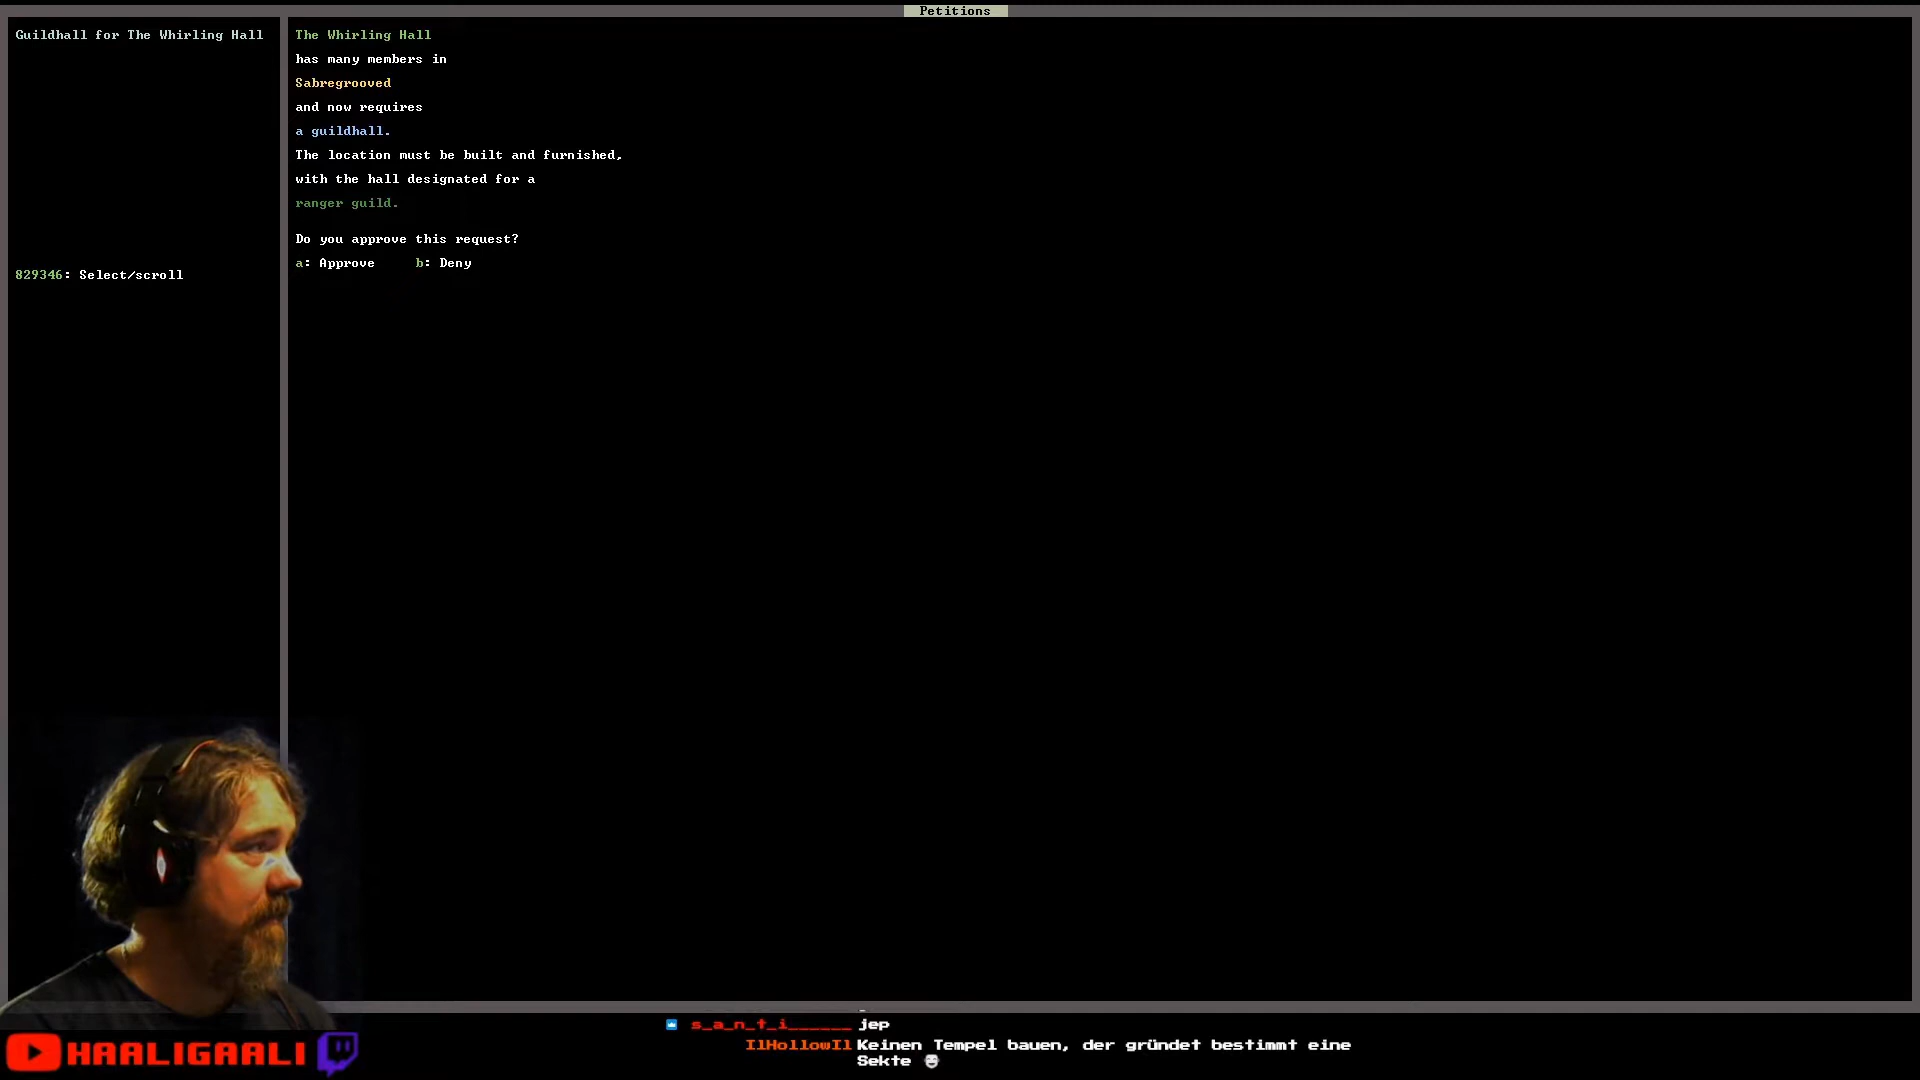 Petitions
Guildhall for The Whirling Hall
829346: Select/scroll
The Whirling Hall
has many members in
Sabregrooved
and now requires
a guildhall.
The location must be built and furnished,
with the hall designated for a
ranger guild.
Do you approve this request?
a: Approve b: Deny
HAALIGAALI
s_a_n_t_i______ jep
IlHollowIl Keinen Tempel bauen, der gründet bestimmt eine
Sekte